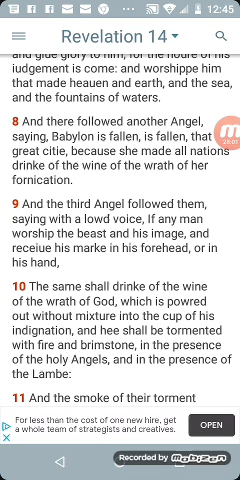 12:45
Revelation 14
and giue glory to him, for the houre of his
iudgement is come: and worshippe him
that made heauen and earth, and the sea,
and the fountains of waters.
8 And there followed another Angel,
saying, Babylon is fallen, is fallen, that
great citie, because she made all nations
drinke of the wine of the wrath of her
fornication.
9 And the third Angel followed them,
saying with a lowd voice, If any man
worship the beast and his image, and
receiue his marke in his forehead, or in
his hand,
10 The same shall drinke of the wine
of the wrath of God, which is powred
out without mixture into the cup of his
indignation, and hee shall be tormented
with fire and brimstone, in the presence
of the holy Angels, and in the presence of
the Lambe:
11 And the smoke of their torment
For less than the cost of one new hire, get
a whole team of strategists and creatives.
OPEN
Recorded by mobizen